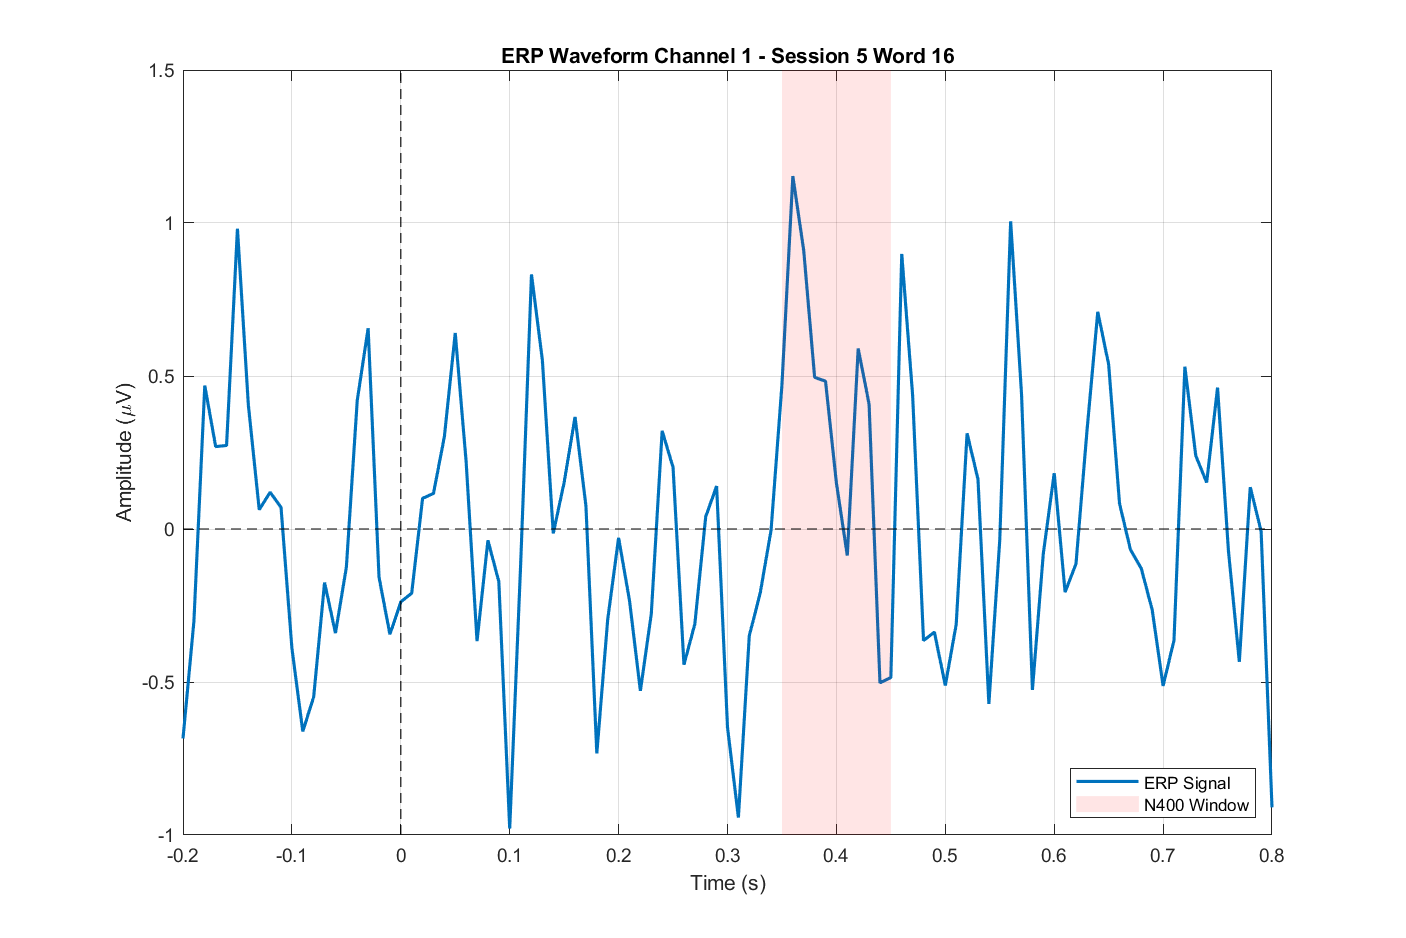 ERP Waveform Channel 1 - Session 5 Word 16
1.5
1
0.5
0
-0.5
-1
Amplitude (μV)
-0.2 -0.1 0 0.1 0.2 0.3 0.4 0.5 0.6 0.7 0.8
Time (s)
ERP Signal
N400 Window